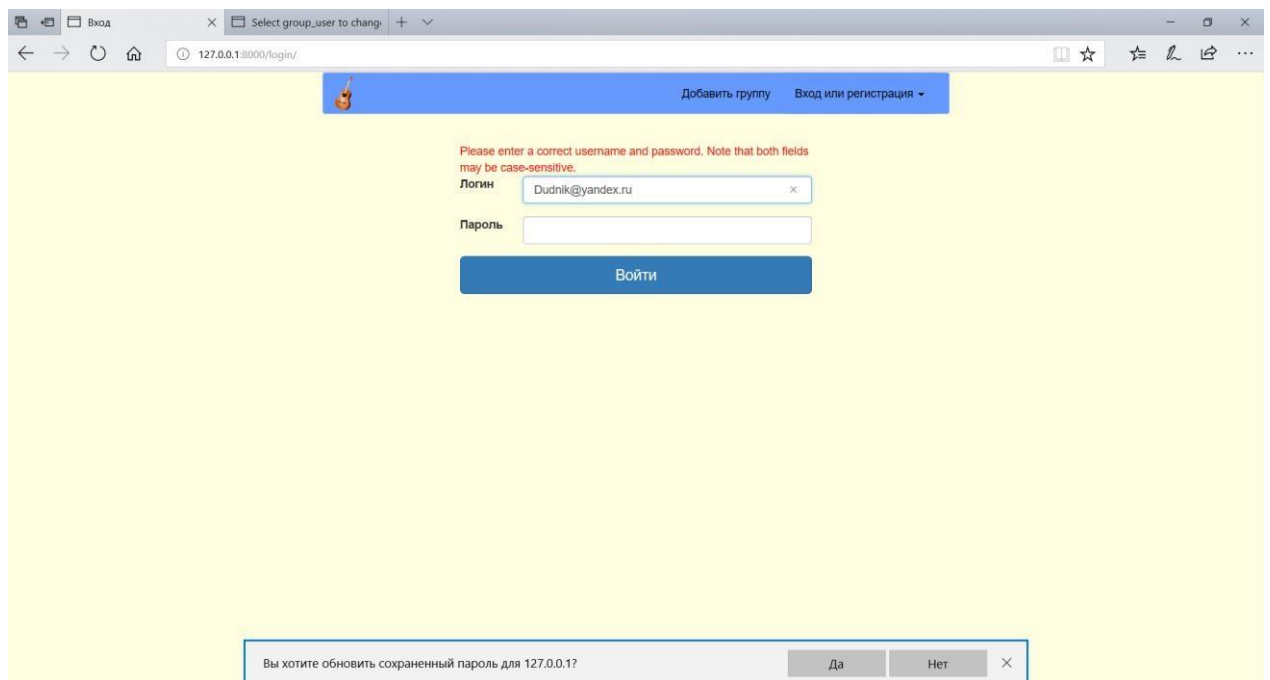 Вход
Select group_user to chang
127.0.0.1:8000/login/
Добавить группу Вход или регистрация
Please enter a correct username and password. Note that both fields
may be case-sensitive.
Логин Dudnik@yandex.ru
Пароль
Войти
Вы хотите обновить сохраненный пароль для 127.0.0.1? Да Нет